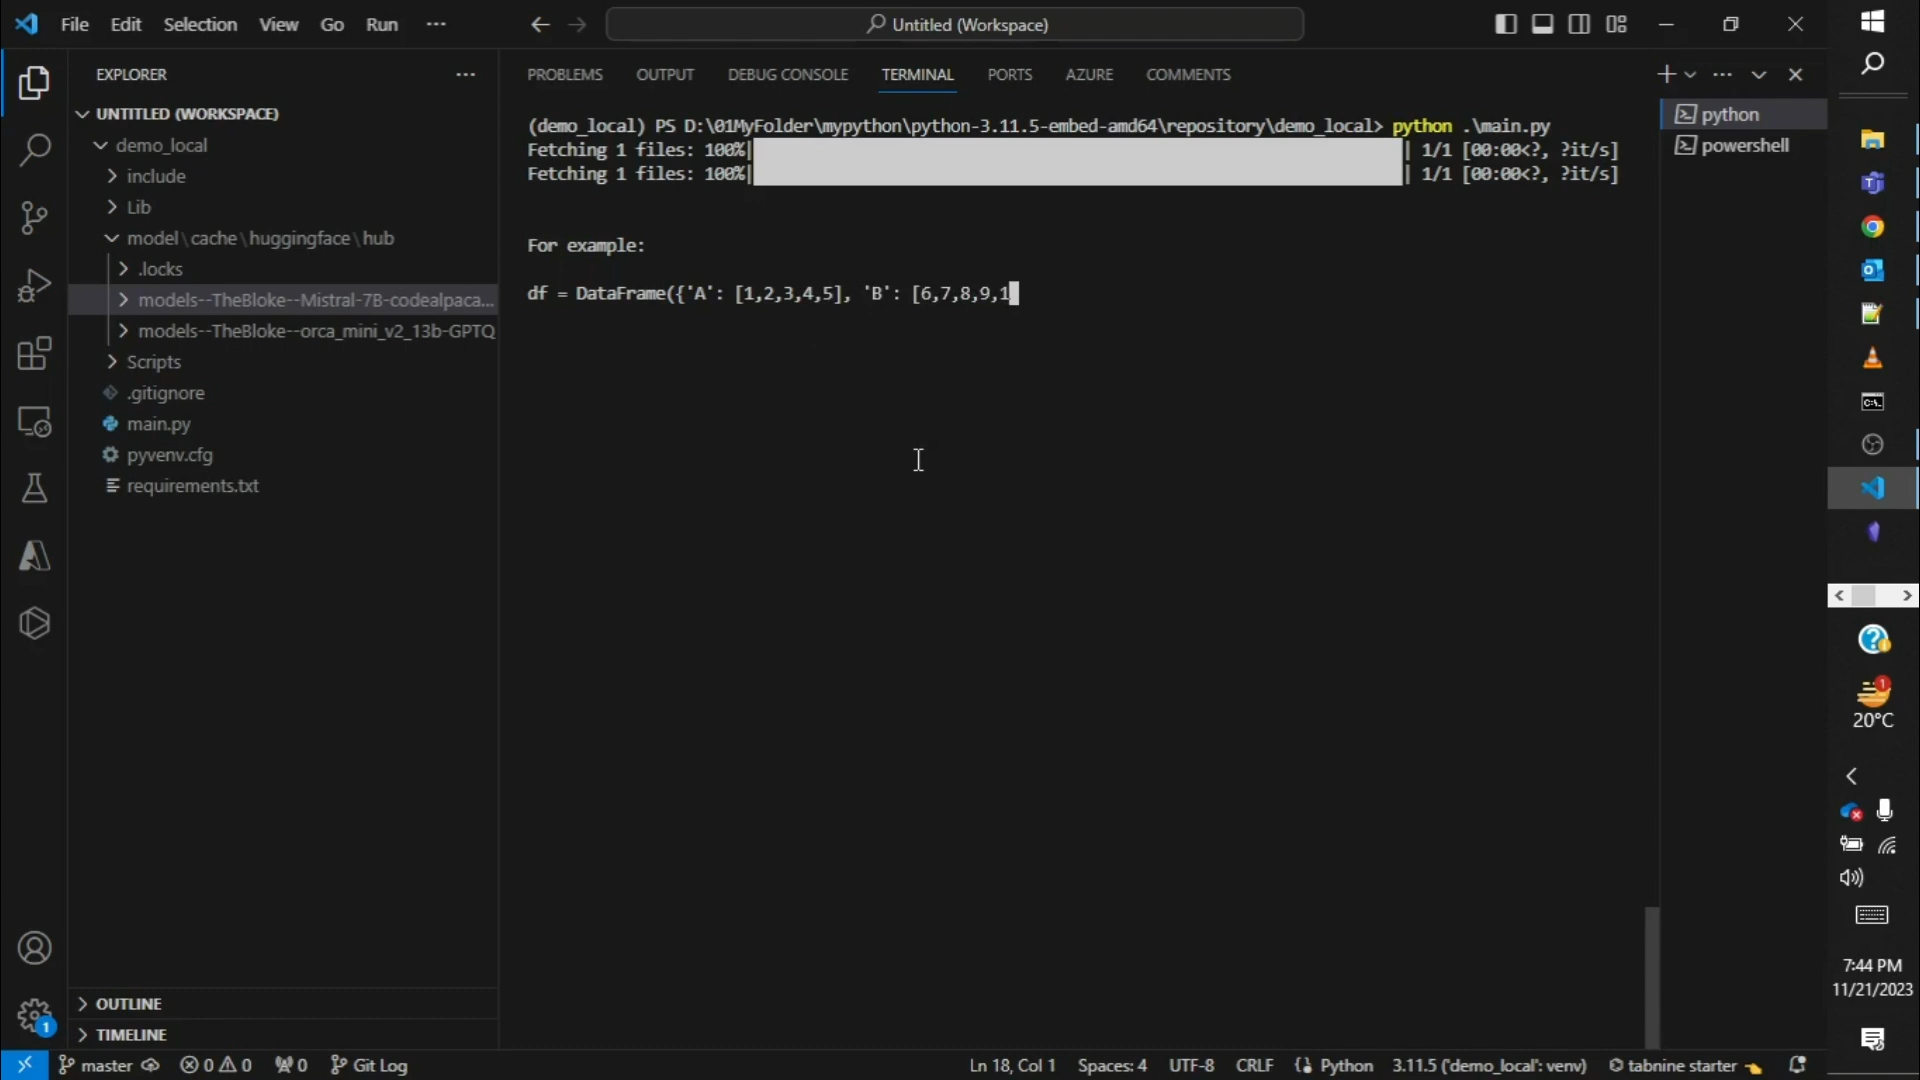 File Edit Selection View Go Run ···
Untitled (Workspace)
EXPLORER
UNTITLED (WORKSPACE)
demo_local
include
Lib
model\cache\huggingface\hub
.locks
models--TheBloke--Mistral-7B-codealpaca...
models--TheBloke--orca_mini_v2_13b-GPTQ
Scripts
.gitignore
main.py
pyvenv.cfg
requirements.txt
OUTLINE
TIMELINE
PROBLEMS OUTPUT DEBUG CONSOLE TERMINAL PORTS AZURE COMMENTS
(demo_local) PS D:\01MyFolder\mypython\python-3.11.5-embed-amd64\repository\demo_local> python .\main.py
Fetching 1 files: 100%| | 1/1 [00:00<?, ?it/s]
Fetching 1 files: 100%| | 1/1 [00:00<?, ?it/s]
For example:
df = DataFrame({'A': [1,2,3,4,5], 'B': [6,7,8,9,1
python
powershell
1
20°C
7:44 PM
11/21/2023
1
master 0 0 0 Git Log Ln 18, Col 1 Spaces: 4 UTF-8 CRLF Python 3.11.5 ('demo_local': venv) tabnine starter